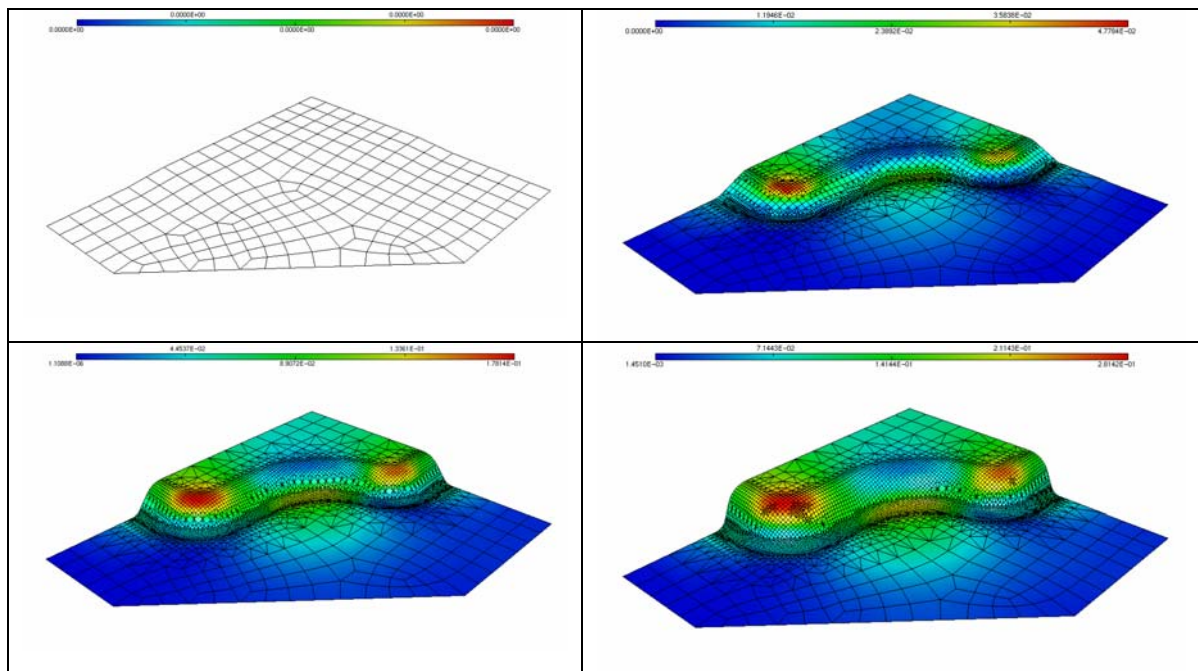 0.0000E+00 0.0000E+00
0.0000E+00 0.0000E+00 0.0000E+00
1.1946E-02 3.5838E-02
0.0000E+00 2.3892E-02 4.7784E-02
4.4537E-02 1.3361E-01
1.1088E-06 8.9072E-02 1.7814E-01
7.1443E-02 2.1143E-01
1.4510E-03 1.4144E-01 2.8142E-01